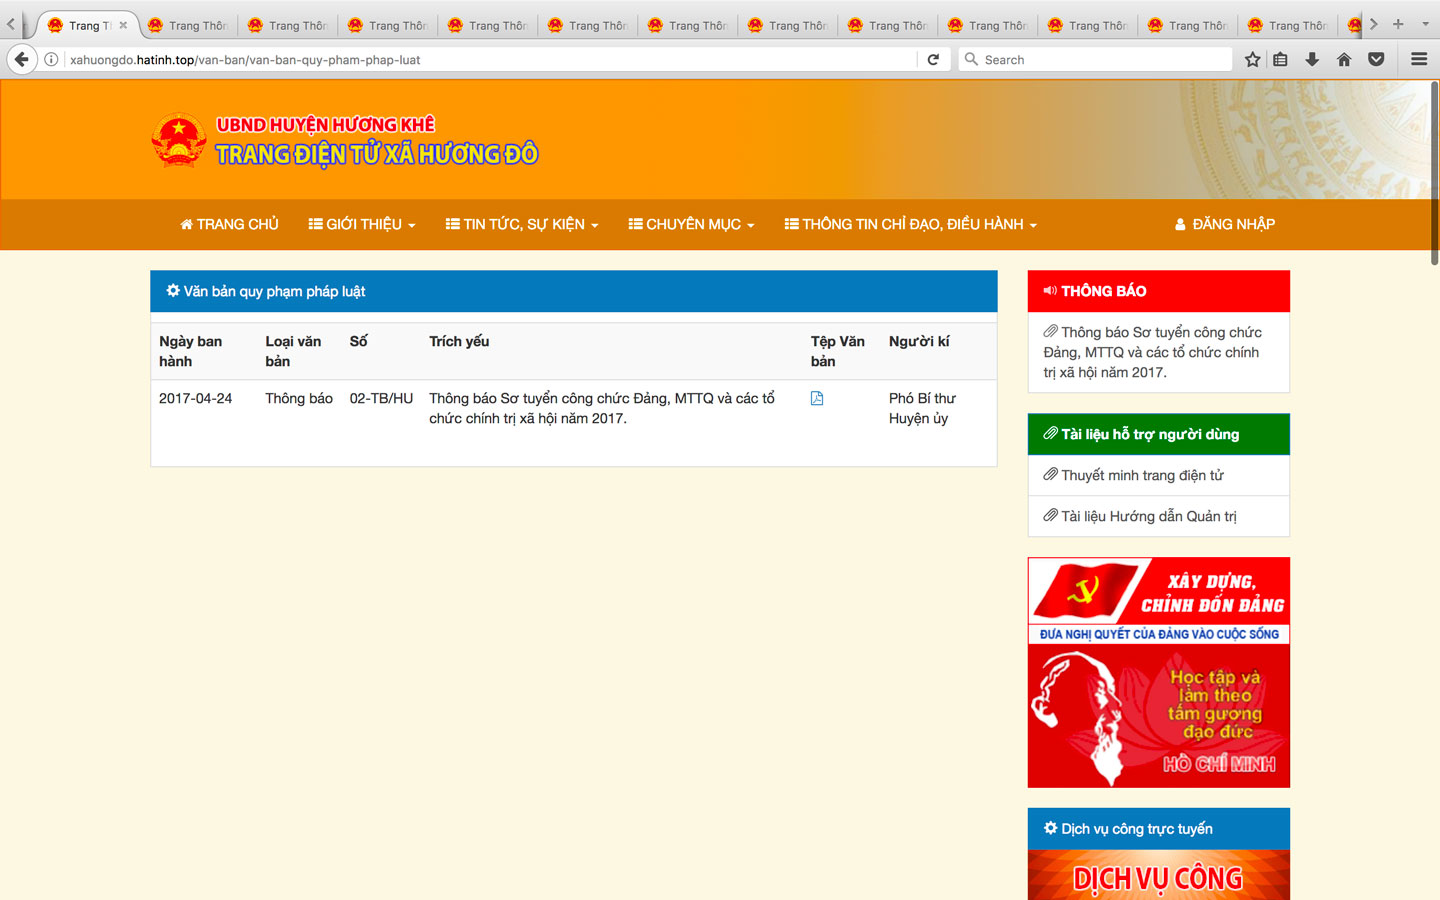 Trang T
Trang Thôn
Trang Thôn
Trang Thôn
Trang Thôn
Trang Thôn
Trang Thôn
Trang Thôn
Trang Thôn
Trang Thôn
Trang Thôn
Trang Thôn
Trang Thôn
xahuongdo.hatinh.top/van-ban/van-ban-quy-pham-phap-luat
Search
UBND HUYỆN HƯƠNG KHÊ
TRANG ĐIỆN TỬ XÃ HƯƠNG ĐÔ
TRANG CHỦ
GIỚI THIỆU
TIN TỨC, SỰ KIỆN
CHUYÊN MỤC
THÔNG TIN CHỈ ĐẠO, ĐIỀU HÀNH
ĐĂNG NHẬP
Văn bản quy phạm pháp luật
Ngày ban hành
Loại văn bản
Số
Trích yếu
Tệp Văn bản
Người kí
2017-04-24
Thông báo
02-TB/HU
Thông báo Sơ tuyển công chức Đảng, MTTQ và các tổ
chức chính trị xã hội năm 2017.
Phó Bí thư
Huyện ủy
THÔNG BÁO
Thông báo Sơ tuyển công chức
Đảng, MTTQ và các tổ chức chính
trị xã hội năm 2017.
Tài liệu hỗ trợ người dùng
Thuyết minh trang điện tử
Tài liệu Hướng dẫn Quản trị
XÂY DỰNG,
CHỈNH ĐỐN ĐẢNG
ĐƯA NGHỊ QUYẾT CỦA ĐẢNG VÀO CUỘC SỐNG
Học tập và
làm theo
tấm gương
đạo đức
HỒ CHÍ MINH
Dịch vụ công trực tuyến
DỊCH VỤ CÔNG